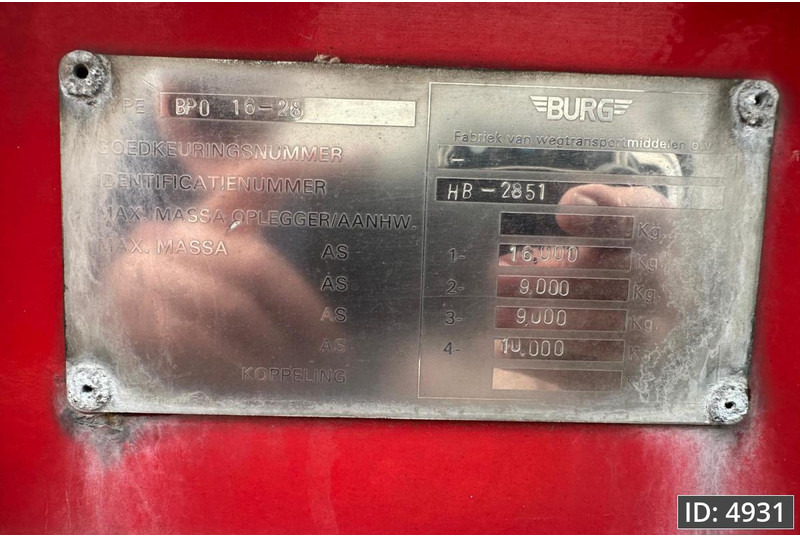 BURG
PE BPO 16-28
Fabriek van wegtransportmiddelen b.v.
GOEDKEURINGSNUMMER -
IDENTIFICATIENUMMER HB-2851
MAX. MASSA OPLEGGER/AANHW. Kg.
MAX. MASSA AS 1- 16.000 Kg.
AS 2- 9.000 Kg.
AS 3- 9.000 Kg.
AS 4- 10.000 K
KOPPELING
ID: 4931